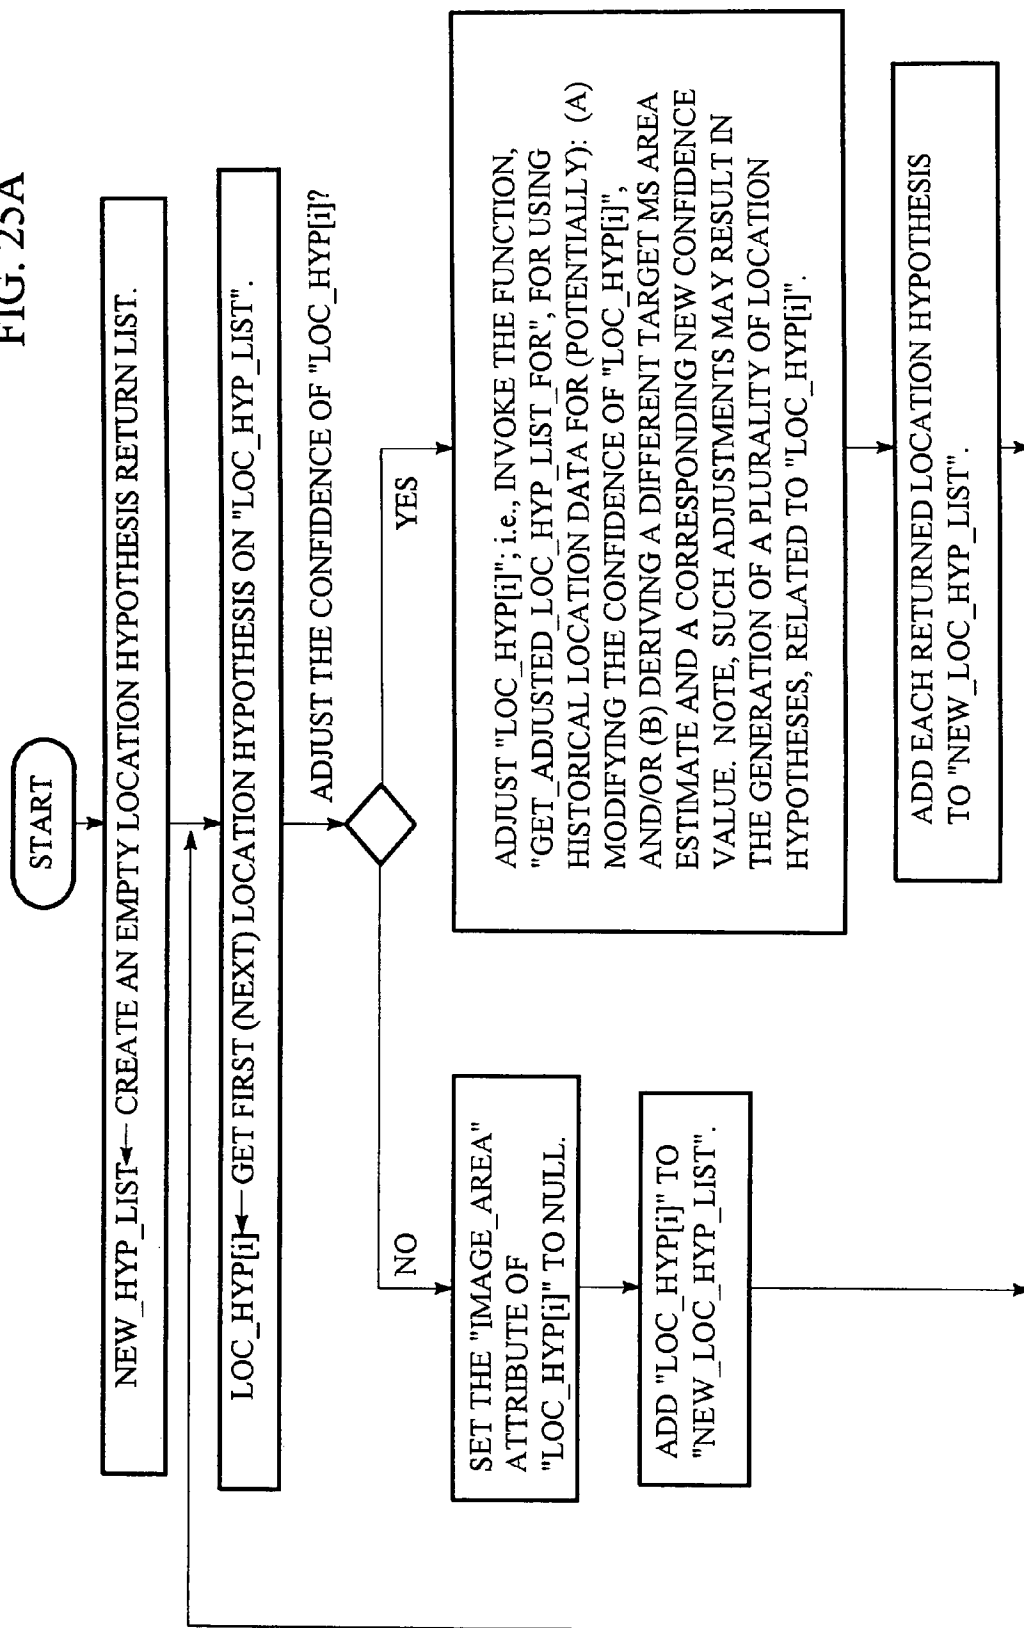 FIG. 25A
START
NEW_HYP_LIST ← CREATE AN EMPTY LOCATION HYPOTHESIS RETURN LIST.
LOC_HYP[i] ← GET FIRST (NEXT) LOCATION HYPOTHESIS ON "LOC_HYP_LIST".
ADJUST THE CONFIDENCE OF "LOC_HYP[i]?
NO
YES
SET THE "IMAGE_AREA"
ATTRIBUTE OF
"LOC_HYP[i]" TO NULL.
ADD "LOC_HYP[i]" TO
"NEW_LOC_HYP_LIST".
ADJUST "LOC_HYP[i]"; i.e., INVOKE THE FUNCTION,
"GET_ADJUSTED_LOC_HYP_LIST_FOR", FOR USING
HISTORICAL LOCATION DATA FOR (POTENTIALLY): (A)
MODIFYING THE CONFIDENCE OF "LOC_HYP[i]",
AND/OR (B) DERIVING A DIFFERENT TARGET MS AREA
ESTIMATE AND A CORRESPONDING NEW CONFIDENCE
VALUE. NOTE, SUCH ADJUSTMENTS MAY RESULT IN
THE GENERATION OF A PLURALITY OF LOCATION
HYPOTHESES, RELATED TO "LOC_HYP[i]".
ADD EACH RETURNED LOCATION HYPOTHESIS
TO "NEW_LOC_HYP_LIST".